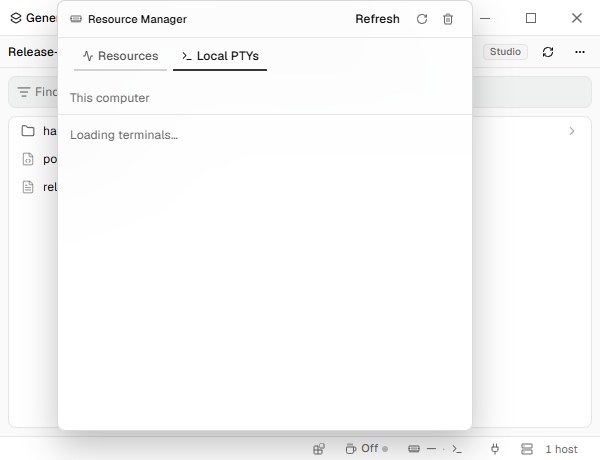 Gener
Resource Manager
Refresh
Release-
Resources
Local PTYs
Studio
Find
This computer
ha
Loading terminals...
po
rel
Off
1 host